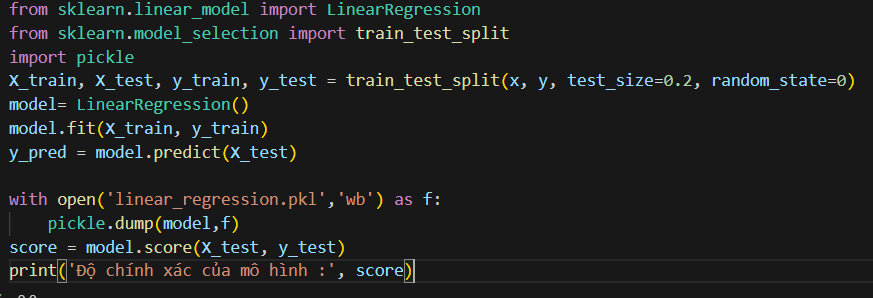 from sklearn.linear_model import LinearRegression
from sklearn.model_selection import train_test_split
import pickle
X_train, X_test, y_train, y_test = train_test_split(x, y, test_size=0.2, random_state=0)
model= LinearRegression()
model.fit(X_train, y_train)
y_pred = model.predict(X_test)
with open('linear_regression.pkl','wb') as f:
    pickle.dump(model,f)
score = model.score(X_test, y_test)
print('Độ chính xác của mô hình :', score)